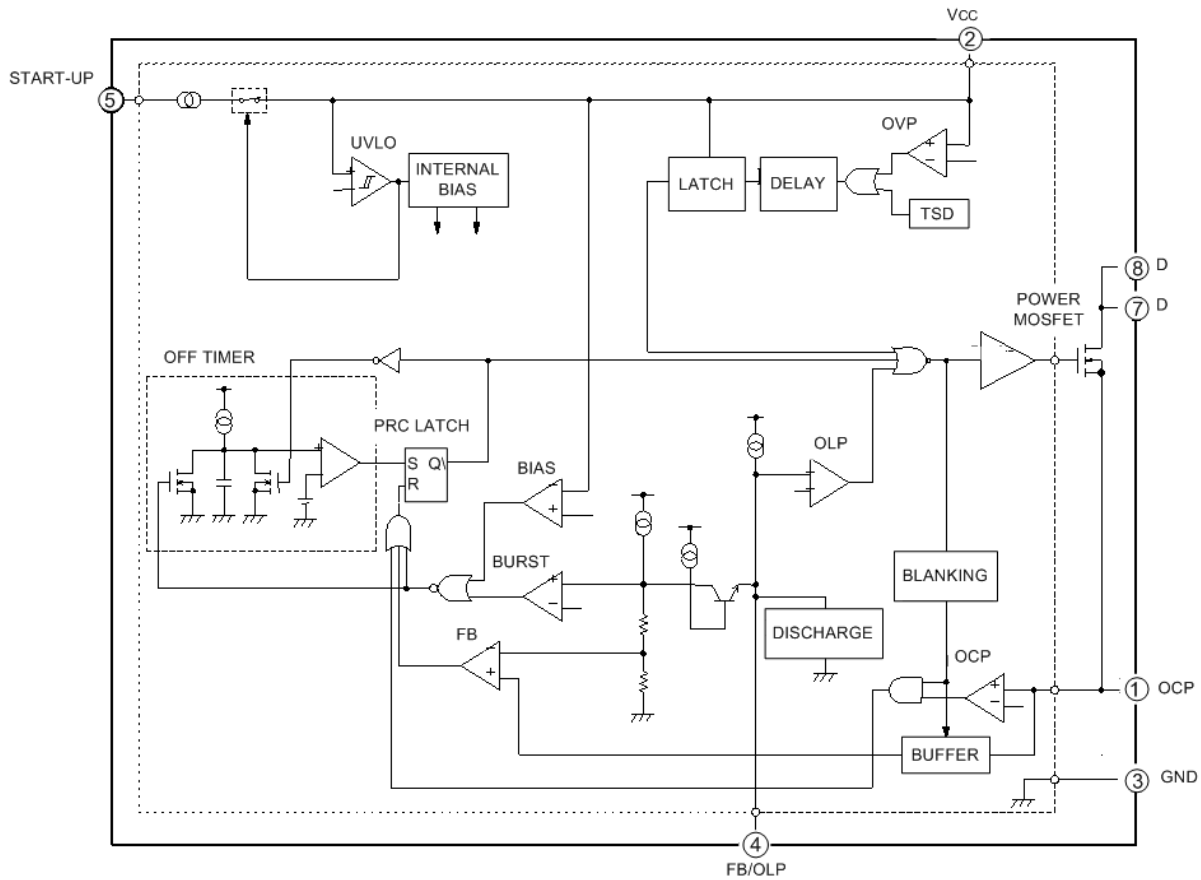 VCC
2
START-UP
5
OVP
+
−
UVLO
+
INTERNAL
BIAS
LATCH
DELAY
TSD
8 D
7 D
POWER
MOSFET
OFF TIMER
PRC LATCH
+
S Q\
R
OLP
+
BIAS
−
+
BURST
+
−
BLANKING
FB
−
+
DISCHARGE
OCP
+
−
1 OCP
BUFFER
3 GND
4
FB/OLP